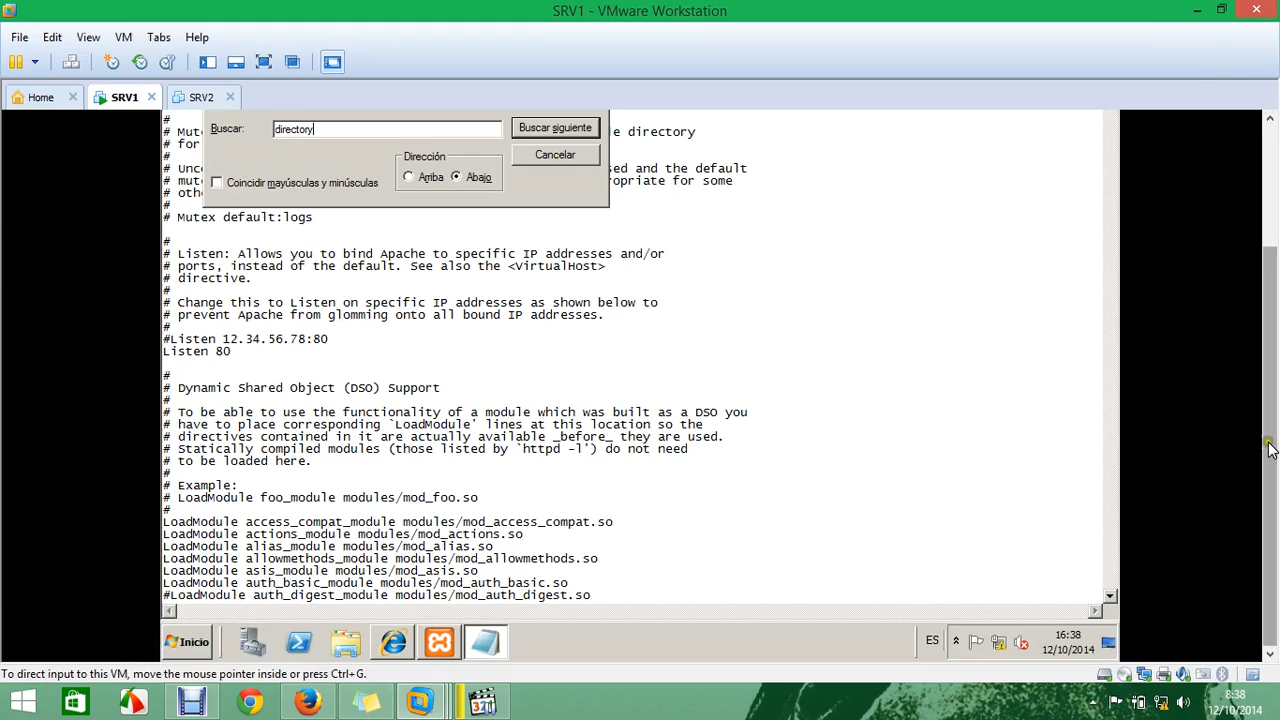 SRV1 - VMware Workstation
File Edit View VM Tabs Help
Home SRV1 SRV2
#
# Mute e directory
Buscar: directory Buscar siguiente
for
#
Dirección
Cancelar
# Unc sed and the default
Arriba Abajo
Coincidir mayúsculas y minúsculas
# mute ropriate for some
# othe
#
# Mutex default:logs
#
# Listen: Allows you to bind Apache to specific IP addresses and/or
# ports, instead of the default. See also the <VirtualHost>
# directive.
#
# Change this to Listen on specific IP addresses as shown below to
# prevent Apache from glomming onto all bound IP addresses.
#
#Listen 12.34.56.78:80
Listen 80
#
# Dynamic Shared Object (DSO) Support
#
# To be able to use the functionality of a module which was built as a DSO you
# have to place corresponding `LoadModule' lines at this location so the
# directives contained in it are actually available _before_ they are used.
# Statically compiled modules (those listed by `httpd -l') do not need
# to be loaded here.
#
# Example:
# LoadModule foo_module modules/mod_foo.so
#
LoadModule access_compat_module modules/mod_access_compat.so
LoadModule actions_module modules/mod_actions.so
LoadModule alias_module modules/mod_alias.so
LoadModule allowmethods_module modules/mod_allowmethods.so
LoadModule asis_module modules/mod_asis.so
LoadModule auth_basic_module modules/mod_auth_basic.so
#LoadModule auth_digest_module modules/mod_auth_digest.so
Inicio ES 16:38
12/10/2014
To direct input to this VM, move the mouse pointer inside or press Ctrl+G.
321
8:38
12/10/2014